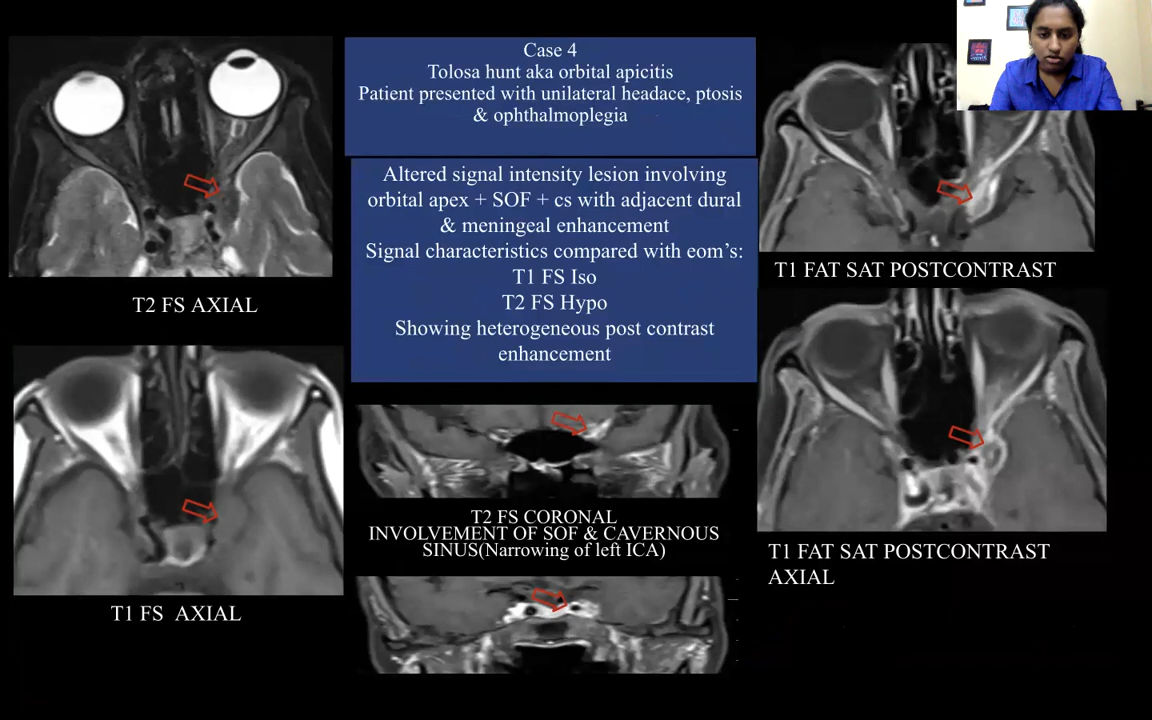 Case 4
Tolosa hunt aka orbital apicitis
Patient presented with unilateral headace, ptosis
& ophthalmoplegia
Altered signal intensity lesion involving
orbital apex + SOF + cs with adjacent dural
& meningeal enhancement
Signal characteristics compared with eom's:
T1 FS Iso
T2 FS Hypo
Showing heterogeneous post contrast
enhancement
T2 FS AXIAL
T1 FS AXIAL
T2 FS CORONAL
INVOLVEMENT OF SOF & CAVERNOUS
SINUS(Narrowing of left ICA)
T1 FAT SAT POSTCONTRAST
T1 FAT SAT POSTCONTRAST
AXIAL